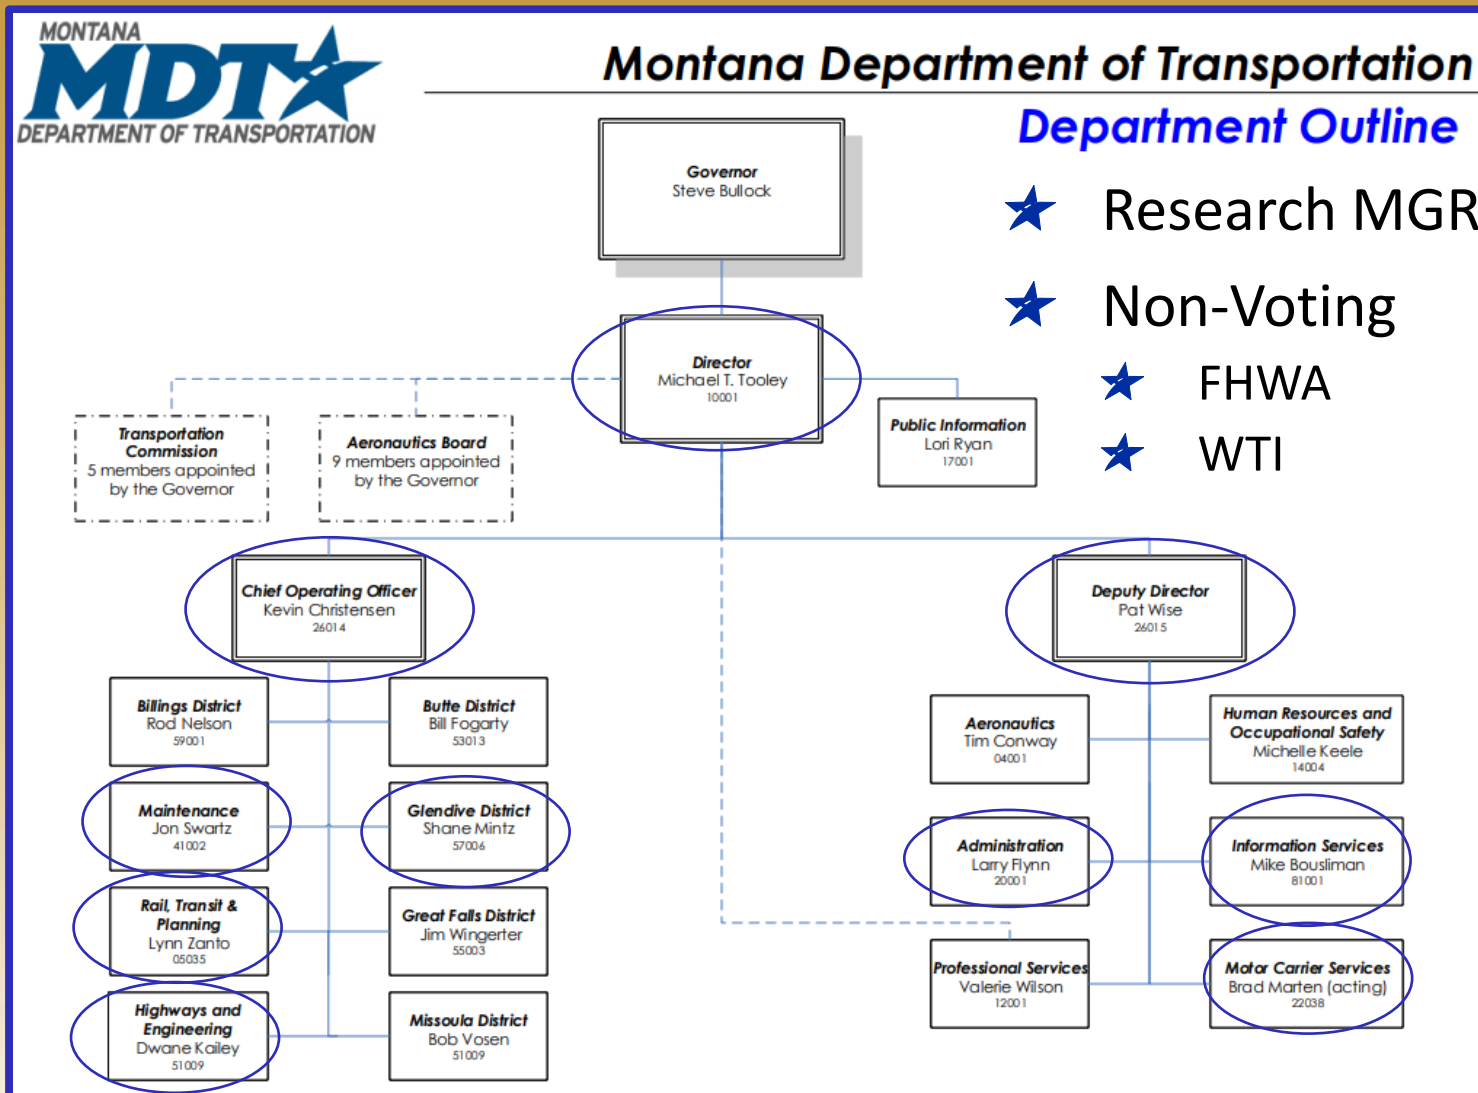 MONTANA
MDT
DEPARTMENT OF TRANSPORTATION
Montana Department of Transportation
Department Outline
Research MGR
Non-Voting
FHWA
WTI
Governor
Steve Bullock
Director
Michael T. Tooley
10001
Transportation
Commission
5 members appointed
by the Governor
Aeronautics Board
9 members appointed
by the Governor
Public Information
Lori Ryan
17001
Chief Operating Officer
Kevin Christensen
26014
Deputy Director
Pat Wise
26015
Billings District
Rod Nelson
59001
Butte District
Bill Fogarty
53013
Maintenance
Jon Swartz
41002
Glendive District
Shane Mintz
57006
Rail, Transit &
Planning
Lynn Zanto
05035
Great Falls District
Jim Wingerter
55003
Highways and
Engineering
Dwane Kailey
51009
Missoula District
Bob Vosen
51009
Aeronautics
Tim Conway
04001
Human Resources and
Occupational Safety
Michelle Keele
14004
Administration
Larry Flynn
20001
Information Services
Mike Bousliman
81001
Professional Services
Valerie Wilson
12001
Motor Carrier Services
Brad Marten (acting)
22038